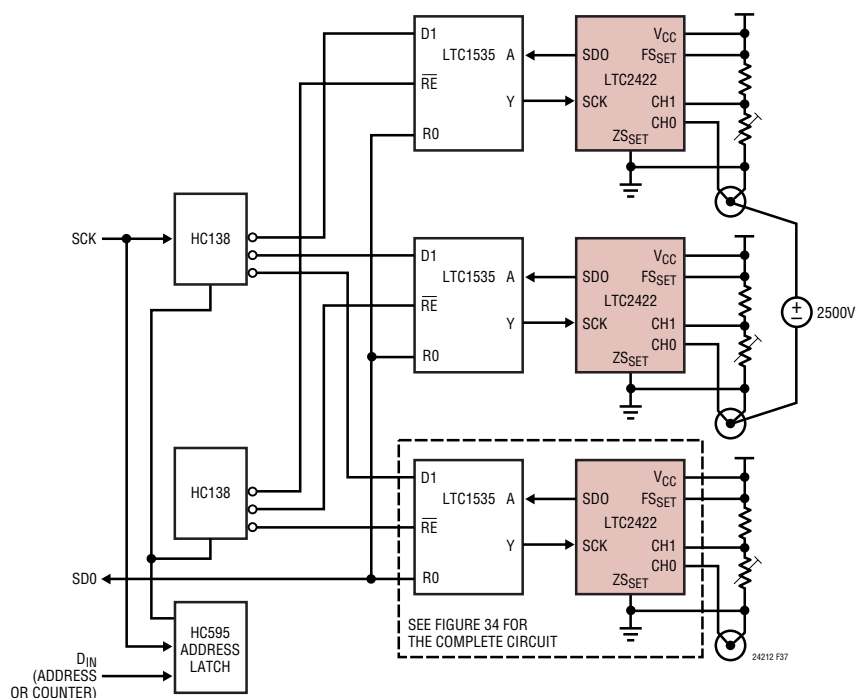 D1
LTC1535 A
RE
Y
R0
VCC
SDO FSSET
LTC2422
SCK CH1
CH0
ZSSET
SCK
HC138
D1
LTC1535 A
RE
Y
R0
VCC
SDO FSSET
LTC2422
SCK CH1
CH0
ZSSET
+
−
2500V
HC138
D1
LTC1535 A
RE
Y
R0
VCC
SDO FSSET
LTC2422
SCK CH1
CH0
ZSSET
SD0
HC595
ADDRESS
LATCH
DIN
(ADDRESS
OR COUNTER)
SEE FIGURE 34 FOR
THE COMPLETE CIRCUIT
24212 F37